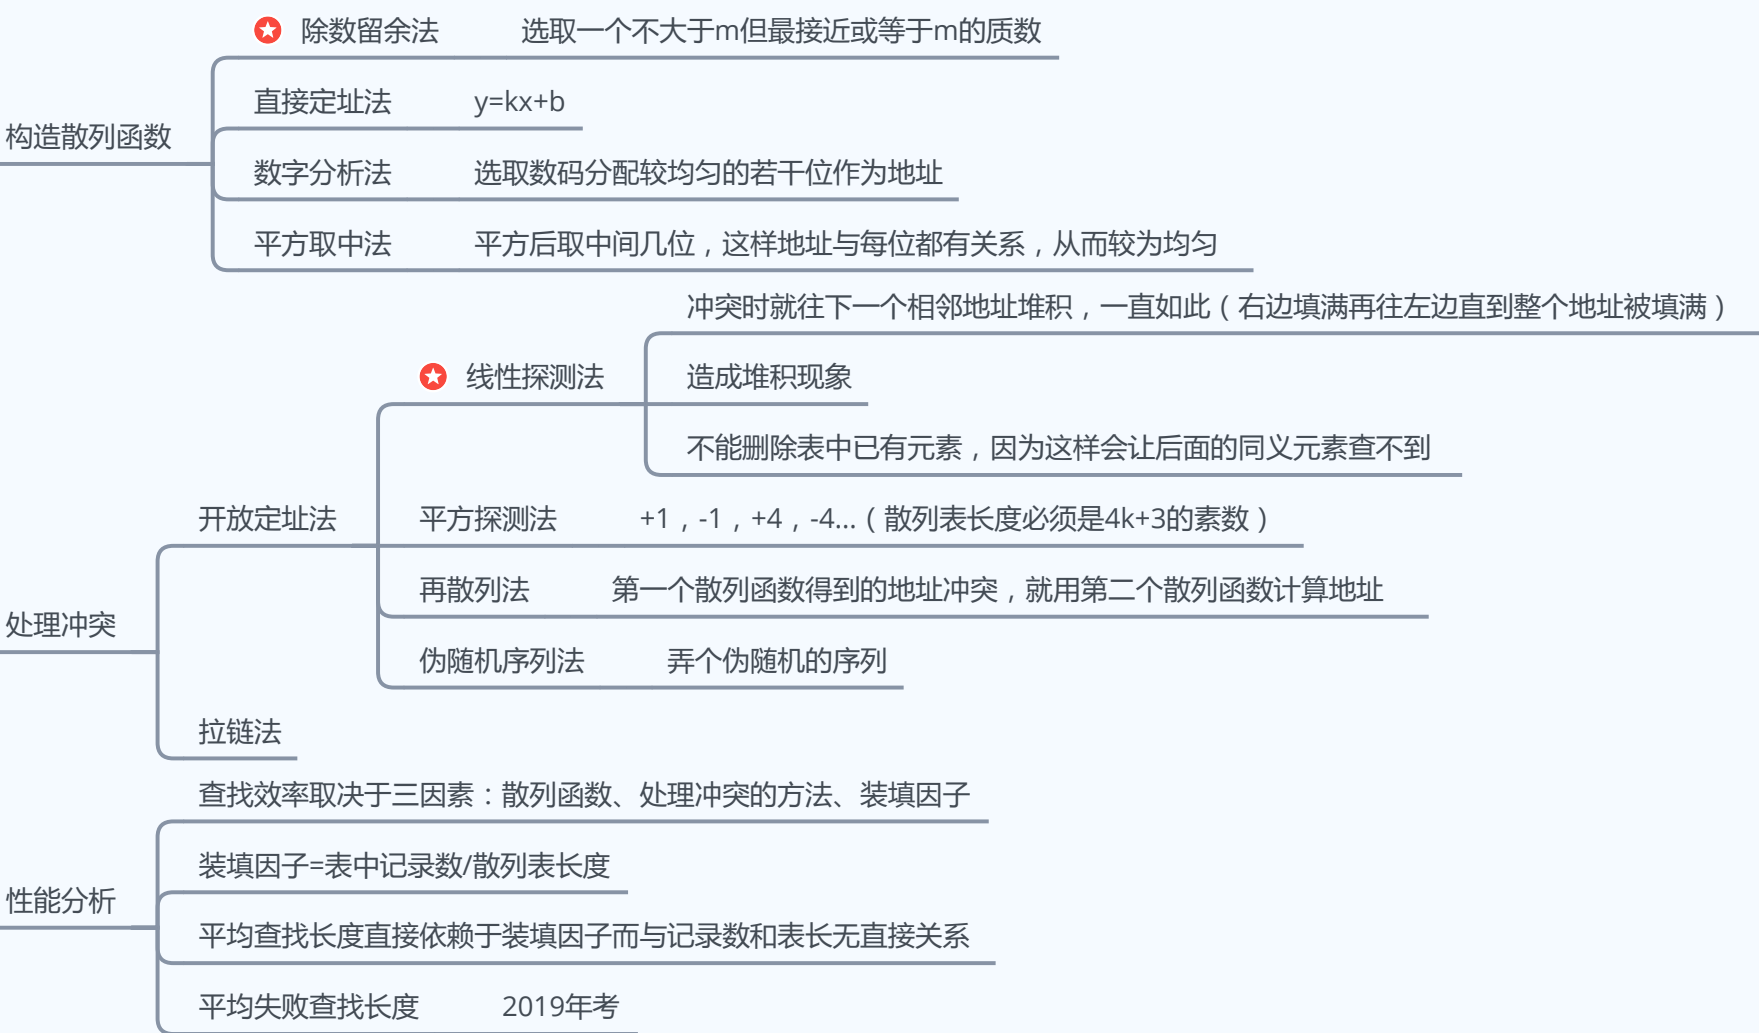 除数留余法 选取一个不大于m但最接近或等于m的质数
直接定址法 y=kx+b
构造散列函数
数字分析法 选取数码分配较均匀的若干位作为地址
平方取中法 平方后取中间几位，这样地址与每位都有关系，从而较为均匀
冲突时就往下一个相邻地址堆积，一直如此（右边填满再往左边直到整个地址被填满）
线性探测法 造成堆积现象
不能删除表中已有元素，因为这样会让后面的同义元素查不到
开放定址法 平方探测法 +1，-1，+4，-4...（散列表长度必须是4k+3的素数）
再散列法 第一个散列函数得到的地址冲突，就用第二个散列函数计算地址
处理冲突
伪随机序列法 弄个伪随机的序列
拉链法
查找效率取决于三因素：散列函数、处理冲突的方法、装填因子
装填因子=表中记录数/散列表长度
性能分析
平均查找长度直接依赖于装填因子而与记录数和表长无直接关系
平均失败查找长度 2019年考